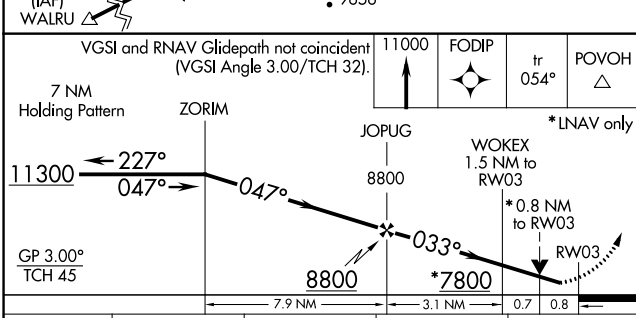 (IAF)
WALRU
VGSI and RNAV Glidepath not coincident
(VGSI Angle 3.00/TCH 32).
11000
FODIP
tr
054°
POVOH
7 NM
Holding Pattern
ZORIM
JOPUG
*LNAV only
WOKEX
1.5 NM to
RW03
8800
11300
227°
047°
047°
*0.8 NM
to RW03
033°
RW03
GP 3.00°
TCH 45
8800
*7800
7.9 NM
3.1 NM
0.7
0.8